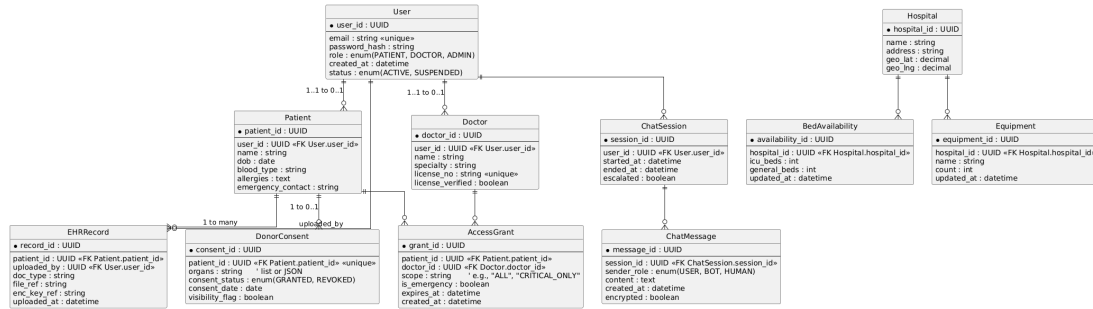 User
user_id : UUID
email : string «unique»
password_hash : string
role : enum(PATIENT, DOCTOR, ADMIN)
created_at : datetime
status : enum(ACTIVE, SUSPENDED)
Hospital
hospital_id : UUID
name : string
address : string
geo_lat : decimal
geo_lng : decimal
1..1 to 0..1
1..1 to 0..1
Patient
patient_id : UUID
user_id : UUID «FK User.user_id»
name : string
dob : date
blood_type : string
allergies : text
emergency_contact : string
Doctor
doctor_id : UUID
user_id : UUID «FK User.user_id»
name : string
specialty : string
license_no : string «unique»
license_verified : boolean
ChatSession
session_id : UUID
user_id : UUID «FK User.user_id»
started_at : datetime
ended_at : datetime
escalated : boolean
BedAvailability
availability_id : UUID
hospital_id : UUID «FK Hospital.hospital_id»
icu_beds : int
general_beds : int
updated_at : datetime
Equipment
equipment_id : UUID
hospital_id : UUID «FK Hospital.hospital_id»
name : string
count : int
updated_at : datetime
1 to many
1 to 0..1
uploaded_by
EHRRecord
record_id : UUID
patient_id : UUID «FK Patient.patient_id»
uploaded_by : UUID «FK User.user_id»
doc_type : string
file_ref : string
enc_key_ref : string
uploaded_at : datetime
DonorConsent
consent_id : UUID
patient_id : UUID «FK Patient.patient_id» «unique»
organs : string ' list or JSON
consent_status : enum(GRANTED, REVOKED)
consent_date : date
visibility_flag : boolean
AccessGrant
grant_id : UUID
patient_id : UUID «FK Patient.patient_id»
doctor_id : UUID «FK Doctor.doctor_id»
scope : string ' e.g., "ALL", "CRITICAL_ONLY"
is_emergency : boolean
expires_at : datetime
created_at : datetime
ChatMessage
message_id : UUID
session_id : UUID «FK ChatSession.session_id»
sender_role : enum(USER, BOT, HUMAN)
content : text
created_at : datetime
encrypted : boolean